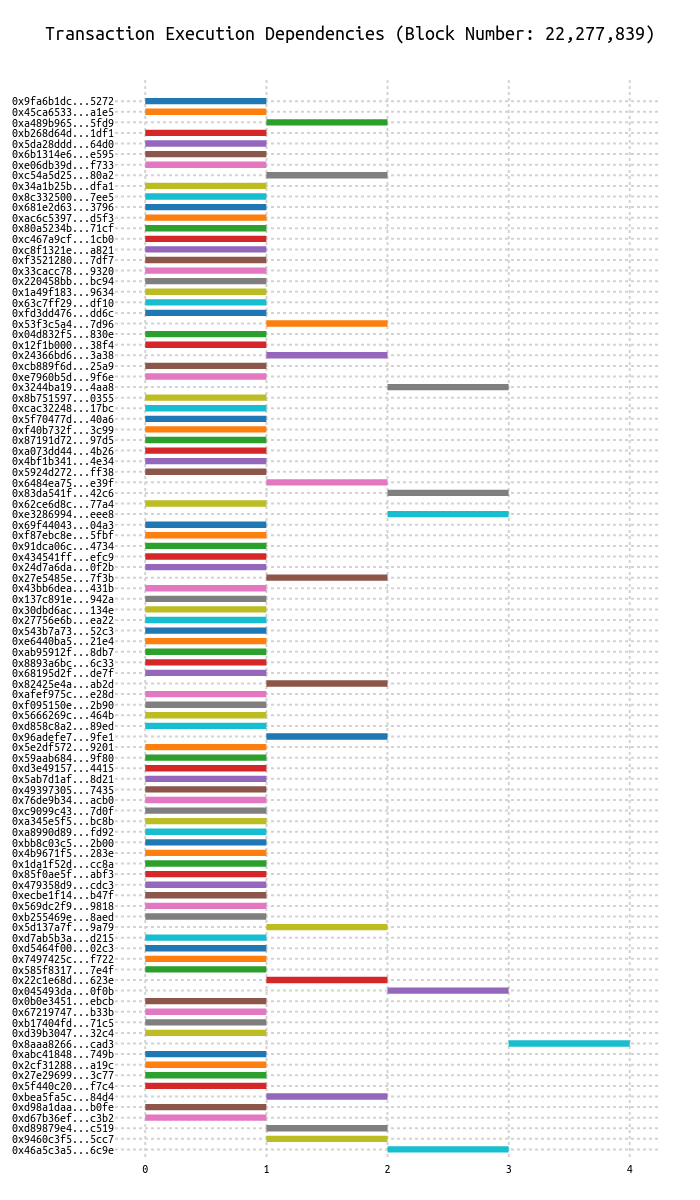 Transaction Execution Dependencies (Block Number: 22,277,839)
0x9fa6b1dc...5272
0x45ca6533...a1e5
0xa489b965...5fd9
0xb268d64d...1df1
0x5da28ddd...64d0
0x6b1314e6...e595
0xe06db39d...f733
0xc54a5d25...80a2
0x34a1b25b...dfa1
0x8c332500...7ee5
0x681e2d63...3796
0xac6c5397...d5f3
0x80a5234b...71cf
0xc467a9cf...1cb0
0xc8f1321e...a821
0xf3521280...7df7
0x33cacc78...9320
0x220458bb...bc94
0x1a49f183...9634
0x63c7ff29...df10
0xfd3dd476...dd6c
0x53f3c5a4...7d96
0x04d832f5...830e
0x12f1b000...38f4
0x24366bd6...3a38
0xcb889f6d...25a9
0xe7960b5d...9f6e
0x3244ba19...4aa8
0x8b751597...0355
0xcac32248...17bc
0x5f70477d...40a6
0xf40b732f...3c99
0x87191d72...97d5
0xa073dd44...4b26
0x4bf1b341...4e34
0x5924d272...ff38
0x6484ea75...e39f
0x83da541f...42c6
0x62ce6d8c...77a4
0xe3286994...eee8
0x69f44043...04a3
0xf87ebc8e...5fbf
0x91dca06c...4734
0x434541ff...efc9
0x24d7a6da...0f2b
0x27e5485e...7f3b
0x43bb6dea...431b
0x137c891e...942a
0x30dbd6ac...134e
0x27756e6b...ea22
0x543b7a73...52c3
0xe6440ba5...21e4
0xab95912f...8db7
0x8893a6bc...6c33
0x68195d2f...de7f
0x82425e4a...ab2d
0xafef975c...e28d
0xf095150e...2b90
0x5666269c...464b
0xd858c8a2...89ed
0x96adefe7...9fe1
0x5e2df572...9201
0x59aab684...9f80
0xd3e49157...4415
0x5ab7d1af...8d21
0x49397305...7435
0x76de9b34...acb0
0xc9099c43...7d0f
0xa345e5f5...bc8b
0xa8990d89...fd92
0xbb8c03c5...2b00
0x4b9671f5...283e
0x1da1f52d...cc8a
0x85f0ae5f...abf3
0x479358d9...cdc3
0xecbe1f14...b47f
0x569dc2f9...9818
0xb255469e...8aed
0x5d137a7f...9a79
0xd7ab5b3a...d215
0xd5464f00...02c3
0x7497425c...f722
0x585f8317...7e4f
0x22c1e68d...623e
0x045493da...0f0b
0x0b0e3451...ebcb
0x67219747...b33b
0xb17404fd...71c5
0xd39b3047...32c4
0x8aaa8266...cad3
0xabc41848...749b
0x2cf31288...a19c
0x27e29699...3c77
0x5f440c20...f7c4
0xbea5fa5c...84d4
0xd98a1daa...b0fe
0xd67b36ef...c3b2
0xd89879e4...c519
0x9460c3f5...5cc7
0x46a5c3a5...6c9e
0 1 2 3 4